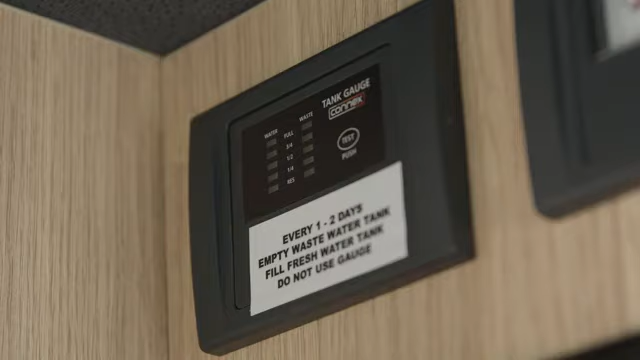 TANK GAUGE
connex
WATER
WASTE
FULL
3/4
1/2
1/4
RES
TEST
PUSH
EVERY 1 - 2 DAYS
EMPTY WASTE WATER TANK
FILL FRESH WATER TANK
DO NOT USE GAUGE